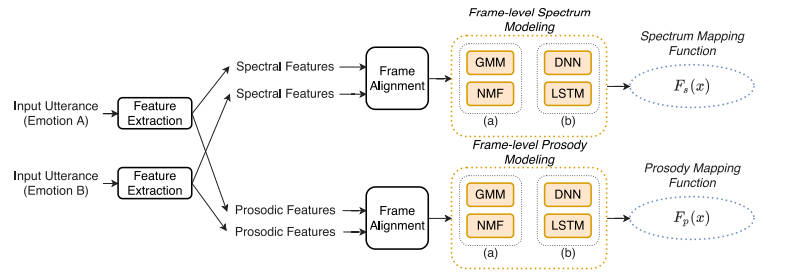 Input Utterance
(Emotion A)
Feature
Extraction
Input Utterance
(Emotion B)
Feature
Extraction
Spectral Features
Spectral Features
Frame
Alignment
Frame-level Spectrum
Modeling
GMM
NMF
(a)
DNN
LSTM
(b)
Spectrum Mapping
Function
F_s(x)
Prosodic Features
Prosodic Features
Frame
Alignment
Frame-level Prosody
Modeling
GMM
NMF
(a)
DNN
LSTM
(b)
Prosody Mapping
Function
F_p(x)